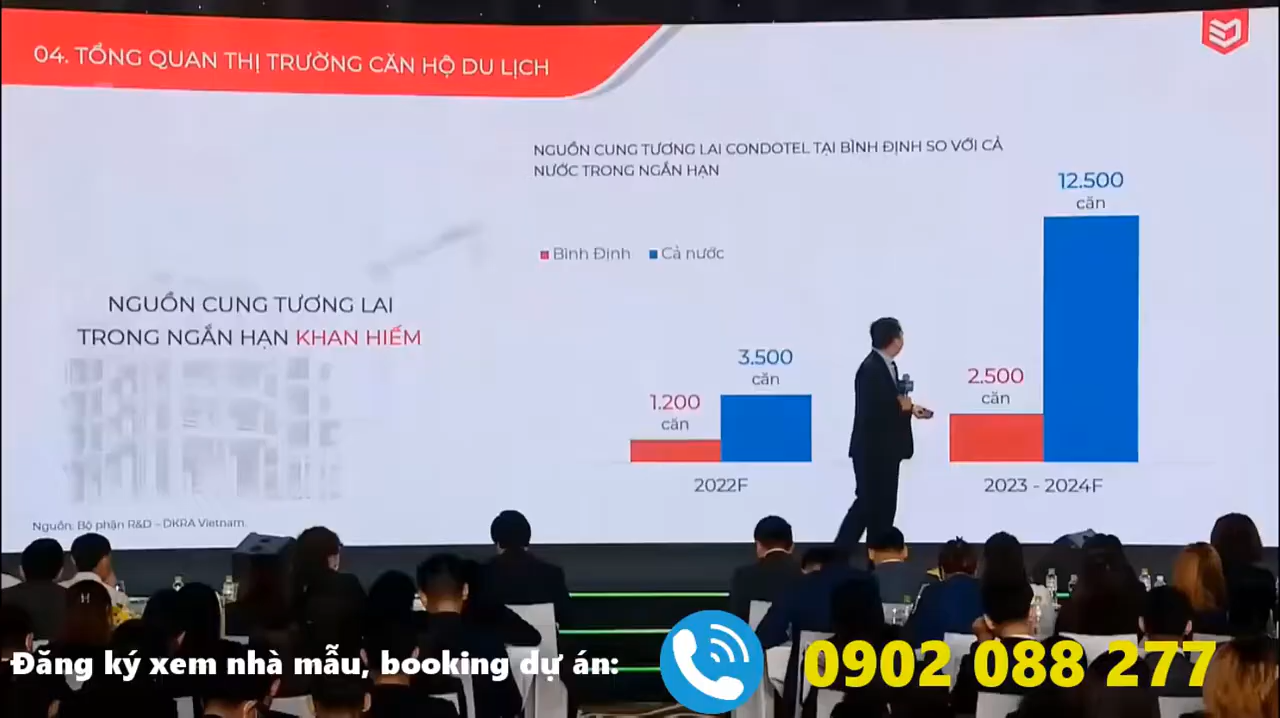 04. TỔNG QUAN THỊ TRƯỜNG CĂN HỘ DU LỊCH
NGUỒN CUNG TƯƠNG LAI CONDOTEL TẠI BÌNH ĐỊNH SO VỚI CẢ
NƯỚC TRONG NGẮN HẠN
12.500
căn
Bình Định
Cả nước
NGUỒN CUNG TƯƠNG LAI
TRONG NGẮN HẠN KHAN HIẾM
3.500
căn
1.200
căn
2.500
căn
2022F
2023 - 2024F
Nguồn: Bộ phận R&D – DKRA Vietnam
Đăng ký xem nhà mẫu, booking dự án:
0902 088 277